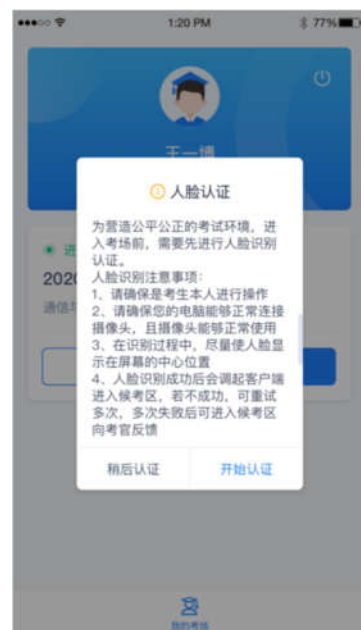 1:20 PM
77%
王一博
人脸认证
为营造公平公正的考试环境，进
入考场前，需要先进行人脸识别
认证。
人脸识别注意事项：
1、请确保是考生本人进行操作
2、请确保您的电脑能够正常连接
摄像头，且摄像头能够正常使用
3、在识别过程中，尽量使人脸显
示在屏幕的中心位置
4、人脸识别成功后会调起客户端
进入候考区，若不成功，可重试
多次，多次失败后可进入候考区
向考官反馈
进
202
通信
稍后认证
开始认证
我的考场